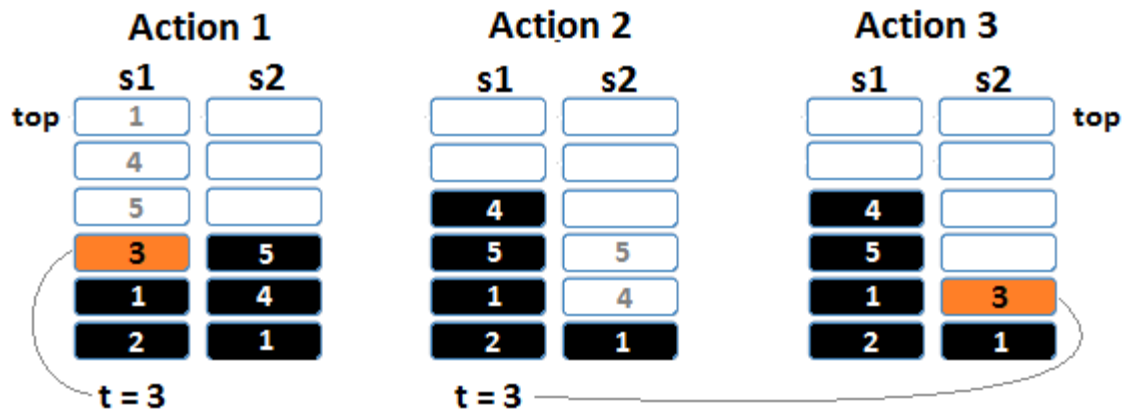 Action 1 Action 2 Action 3
s1 s2 s1 s2 s1 s2
top 1 top
4
5 4 4
3 5 5 5 5
1 4 1 4 1 3
2 1 2 1 2 1
t = 3 t = 3